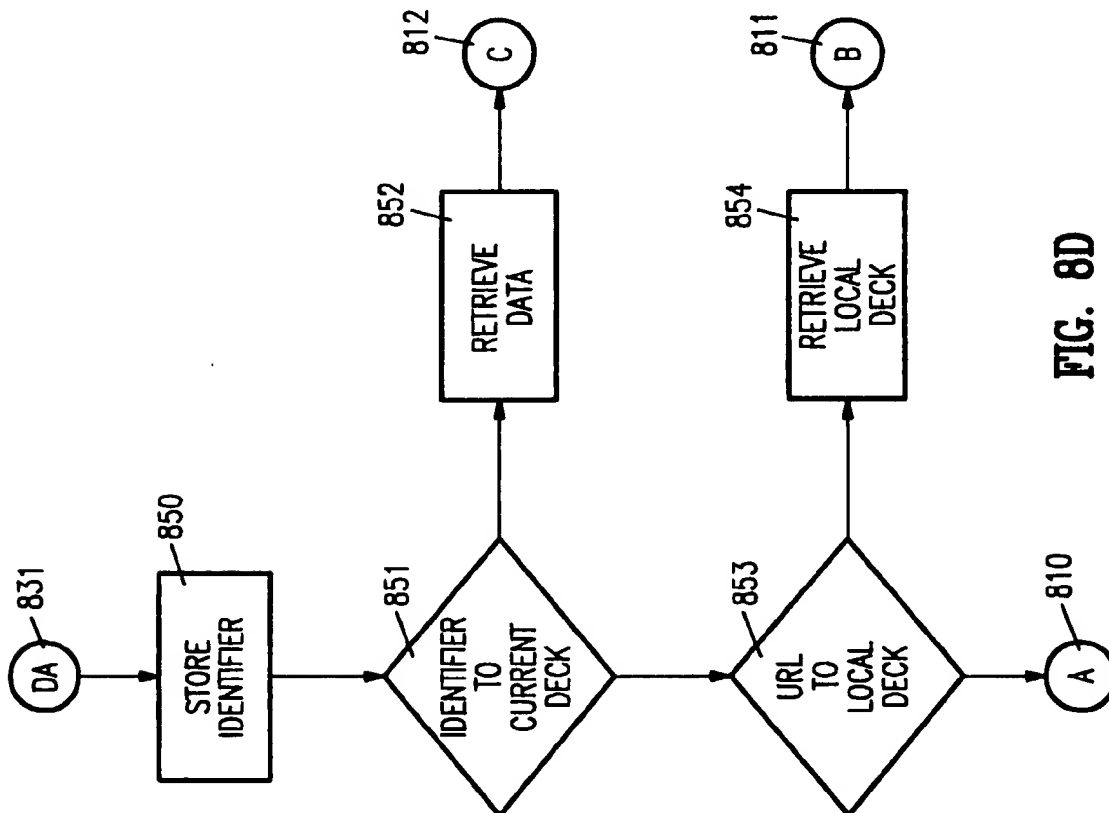 DA
831
STORE
IDENTIFIER
850
IDENTIFIER
TO
CURRENT
DECK
851
RETRIEVE
DATA
852
C
812
URL
TO
LOCAL
DECK
853
RETRIEVE
LOCAL
DECK
854
B
811
A
810
FIG. 8D